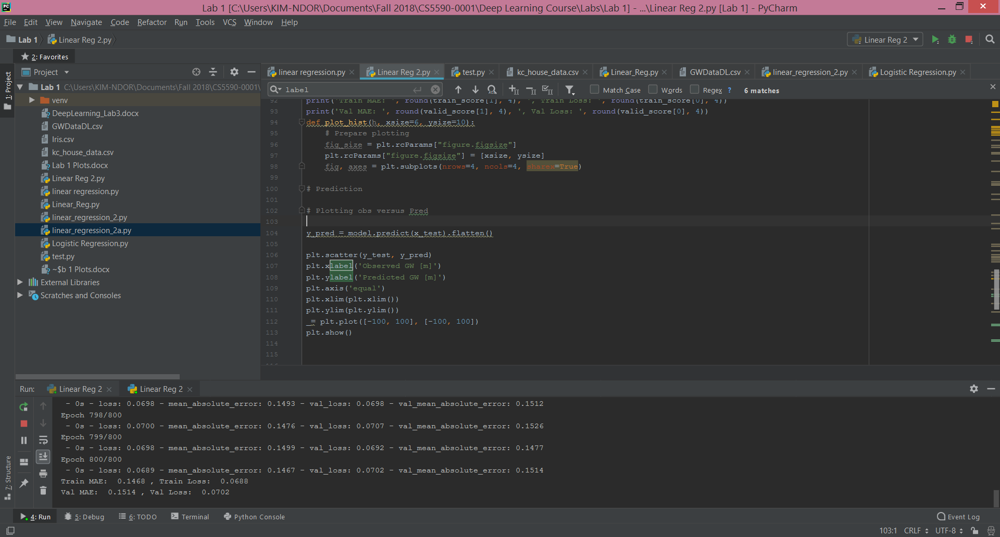 Lab 1 [C:\Users\KIM-NDOR\Documents\Fall 2018\CS5590-0001\Deep Learning Course\Labs\Lab 1] - ...\Linear Reg 2.py [Lab 1] - PyCharm
File Edit View Navigate Code Refactor Run Tools VCS Window Help
Lab 1 Linear Reg 2.py
Linear Reg 2
2: Favorites
1: Project
Project
linear regression.py Linear Reg 2.py test.py kc_house_data.csv Linear_Reg.py GWDataDL.csv linear_regression_2.py Logistic Regression.py
label
Match Case Words Regex ? 6 matches
Lab 1 C:\Users\KIM-NDOR\Documents\Fall 2018\CS5590-0001\
venv
DeepLearning_Lab3.docx
GWDataDL.csv
Iris.csv
kc_house_data.csv
Lab 1 Plots.docx
Linear Reg 2.py
linear regression.py
Linear_Reg.py
linear_regression_2.py
linear_regression_2a.py
Logistic Regression.py
test.py
~$b 1 Plots.docx
External Libraries
Scratches and Consoles
92 print('Train MAE: ', round(train_score[1], 4), ', Train Loss: ', round(train_score[0], 4))
93 print('Val MAE: ', round(valid_score[1], 4), ', Val Loss: ', round(valid_score[0], 4))
94 def plot_hist(h, xsize=6, ysize=10):
95 # Prepare plotting
96 fig_size = plt.rcParams["figure.figsize"]
97 plt.rcParams["figure.figsize"] = [xsize, ysize]
98 fig, axes = plt.subplots(nrows=4, ncols=4, sharex=True)
99
100 # Prediction
101
102 # Plotting obs versus Pred
103
104 y_pred = model.predict(x_test).flatten()
105
106 plt.scatter(y_test, y_pred)
107 plt.xlabel('Observed GW [m]')
108 plt.ylabel('Predicted GW [m]')
109 plt.axis('equal')
110 plt.xlim(plt.xlim())
111 plt.ylim(plt.ylim())
112 _= plt.plot([-100, 100], [-100, 100])
113 plt.show()
114
115
Run: Linear Reg 2 Linear Reg 2
- 0s - loss: 0.0698 - mean_absolute_error: 0.1493 - val_loss: 0.0698 - val_mean_absolute_error: 0.1512
Epoch 798/800
- 0s - loss: 0.0700 - mean_absolute_error: 0.1476 - val_loss: 0.0707 - val_mean_absolute_error: 0.1526
Epoch 799/800
- 0s - loss: 0.0698 - mean_absolute_error: 0.1499 - val_loss: 0.0692 - val_mean_absolute_error: 0.1477
Epoch 800/800
- 0s - loss: 0.0689 - mean_absolute_error: 0.1467 - val_loss: 0.0702 - val_mean_absolute_error: 0.1514
Train MAE:  0.1468 , Train Loss:  0.0688
Val MAE:  0.1514 , Val Loss:  0.0702
7: Structure
4: Run 5: Debug 6: TODO Terminal Python Console Event Log
103:1 CRLF UTF-8